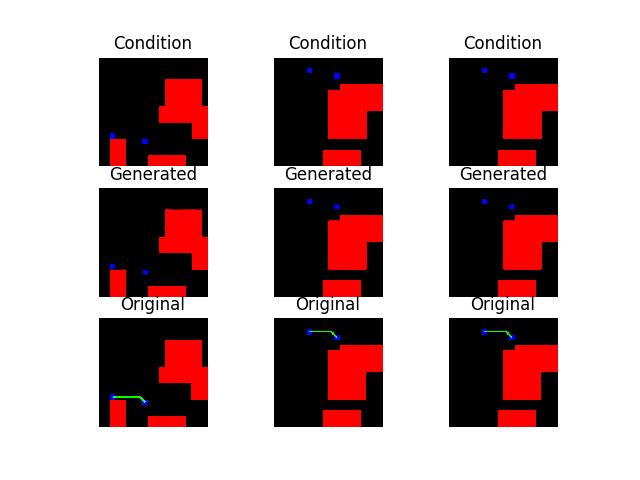 Condition Condition Condition
Generated Generated Generated
Original Original Original